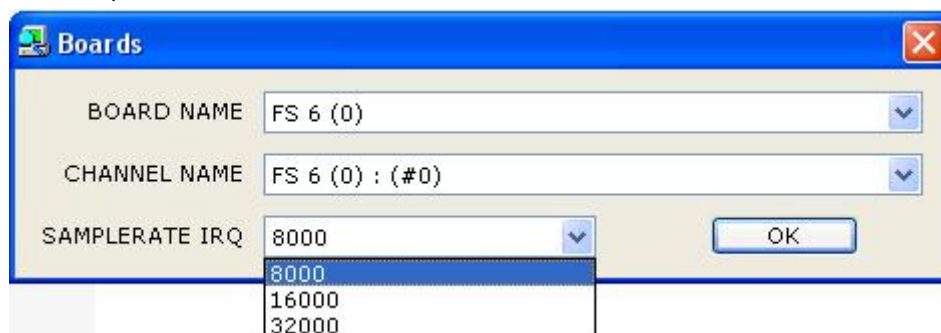 Boards
BOARD NAME FS 6 (0)
CHANNEL NAME FS 6 (0) : (#0)
SAMPLERATE IRQ 8000 OK
8000
16000
32000